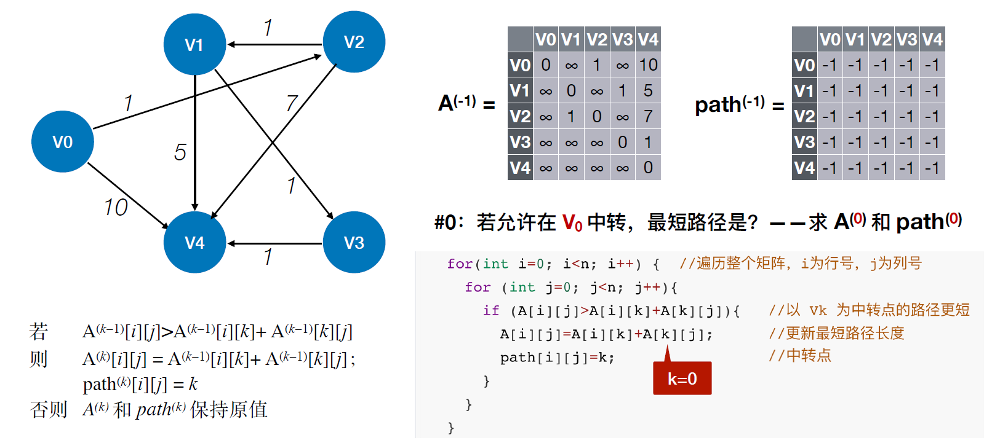 V1
V2
V0
V4
V3
1
1
7
5
10
1
1
A(-1) =
V0 V1 V2 V3 V4
V0 0 ∞ 1 ∞ 10
V1 ∞ 0 ∞ 1 5
V2 ∞ 1 0 ∞ 7
V3 ∞ ∞ ∞ 0 1
V4 ∞ ∞ ∞ ∞ 0
path(-1) =
V0 V1 V2 V3 V4
V0 -1 -1 -1 -1 -1
V1 -1 -1 -1 -1 -1
V2 -1 -1 -1 -1 -1
V3 -1 -1 -1 -1 -1
V4 -1 -1 -1 -1 -1
#0：若允许在 V0 中转，最短路径是？——求 A(0) 和 path(0)
for(int i=0; i<n; i++) { //遍历整个矩阵，i为行号，j为列号
for (int j=0; j<n; j++){
if (A[i][j]>A[i][k]+A[k][j]){ //以 Vk 为中转点的路径更短
A[i][j]=A[i][k]+A[k][j]; //更新最短路径长度
path[i][j]=k; //中转点
}
}
}
k=0
若 A(k−1)[i][j]>A(k−1)[i][k]+ A(k−1)[k][j]
则 A(k)[i][j] = A(k−1)[i][k]+ A(k−1)[k][j] ;
path(k)[i][j] = k
否则 A(k) 和 path(k) 保持原值